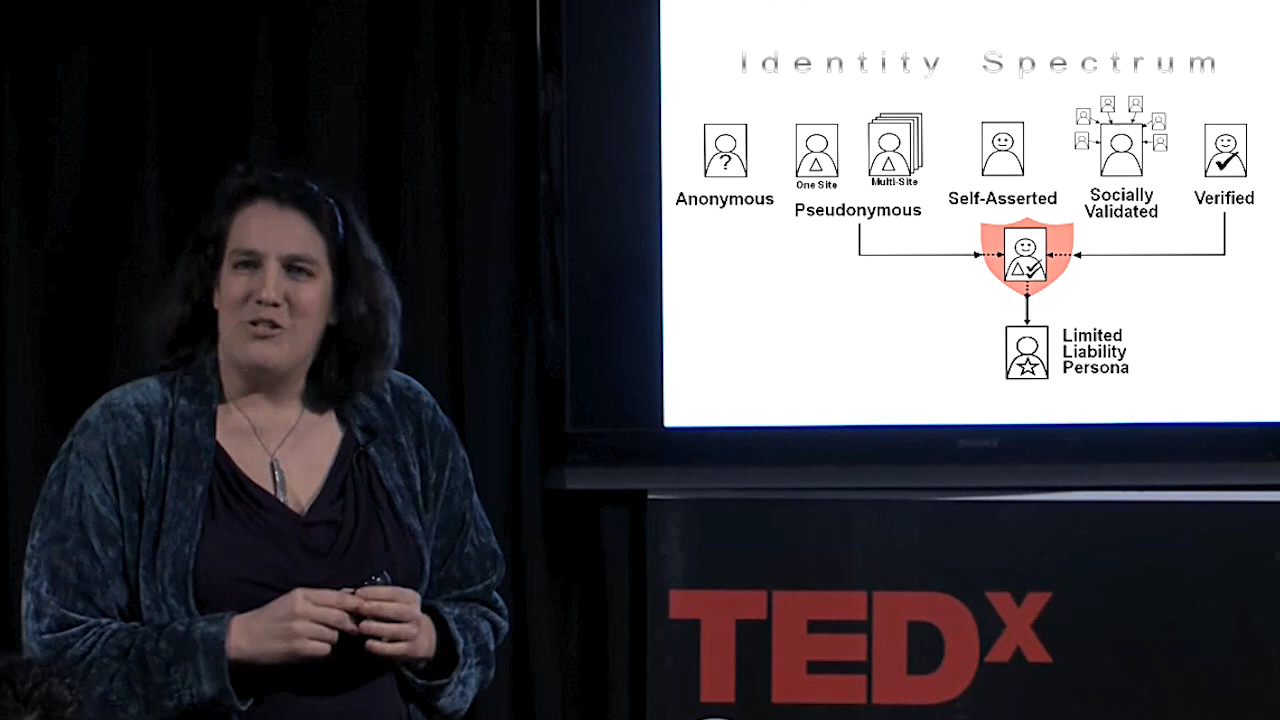 Identity Spectrum
?
One Site
Multi-Site
Anonymous
Pseudonymous
Self-Asserted
Socially
Validated
Verified
Limited
Liability
Persona
TEDx